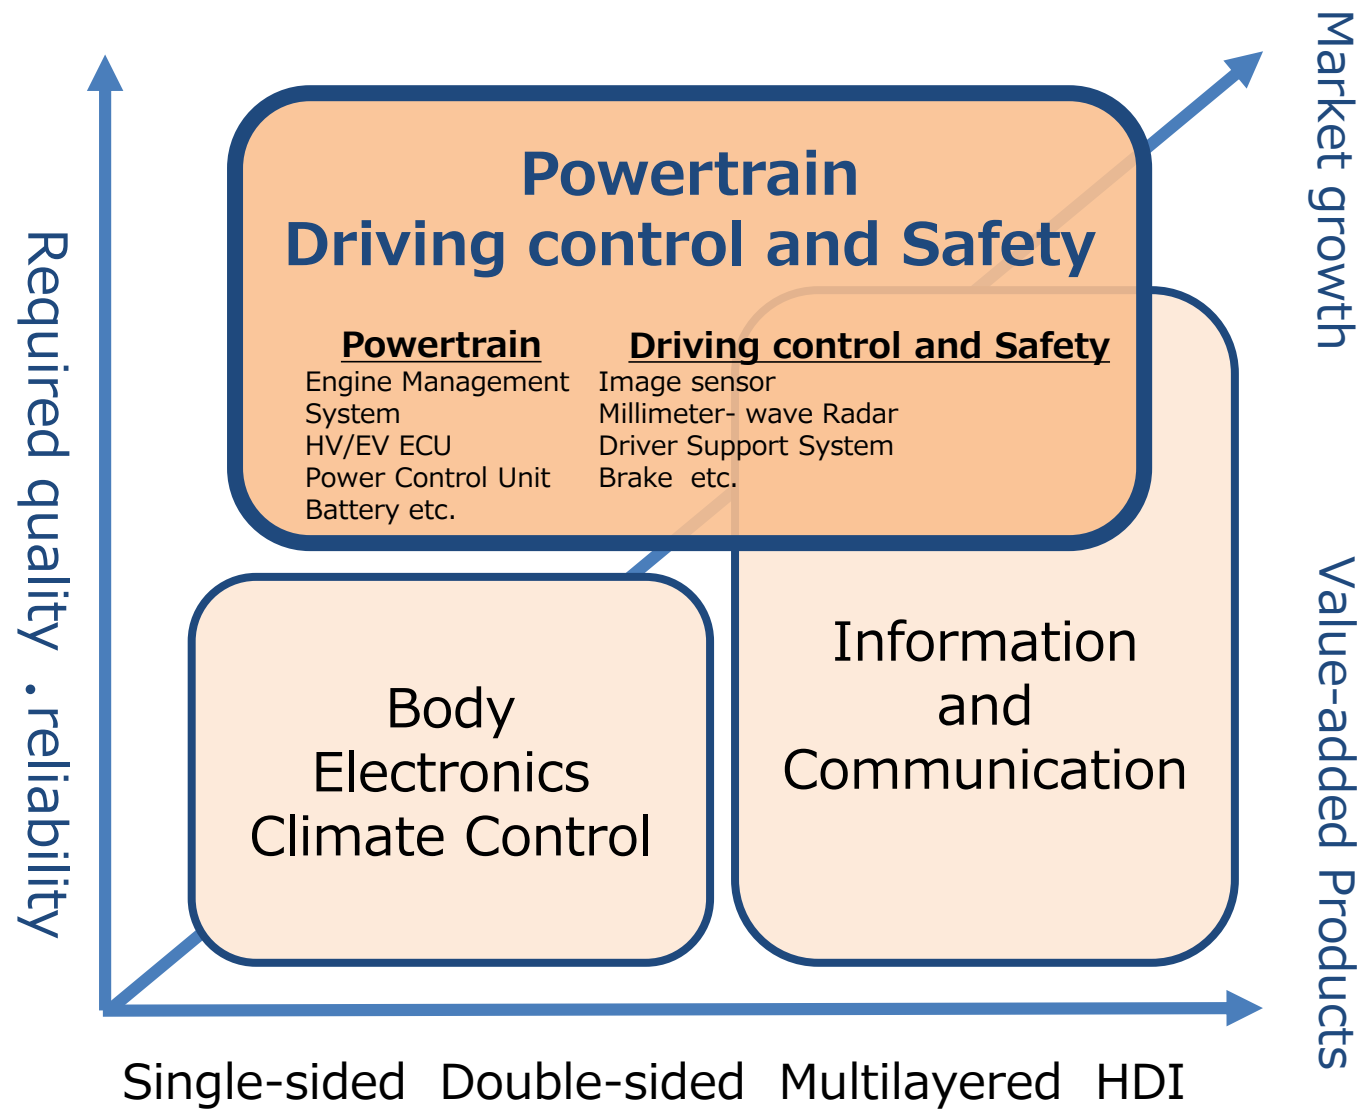 Market growth
Powertrain
Driving control and Safety
Powertrain
Engine Management
System
HV/EV ECU
Power Control Unit
Battery etc.
Driving control and Safety
Image sensor
Millimeter- wave Radar
Driver Support System
Brake  etc.
Required quality ・reliability
Body
Electronics
Climate Control
Information
and
Communication
Value-added Products
Single-sided  Double-sided  Multilayered  HDI